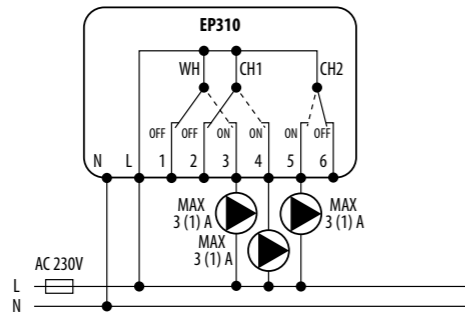 EP310
WH CH1 CH2
OFF OFF ON ON ON OFF
N L 1 2 3 4 5 6
MAX
3 (1) A
MAX
3 (1) A
MAX
3 (1) A
AC 230V
L
N